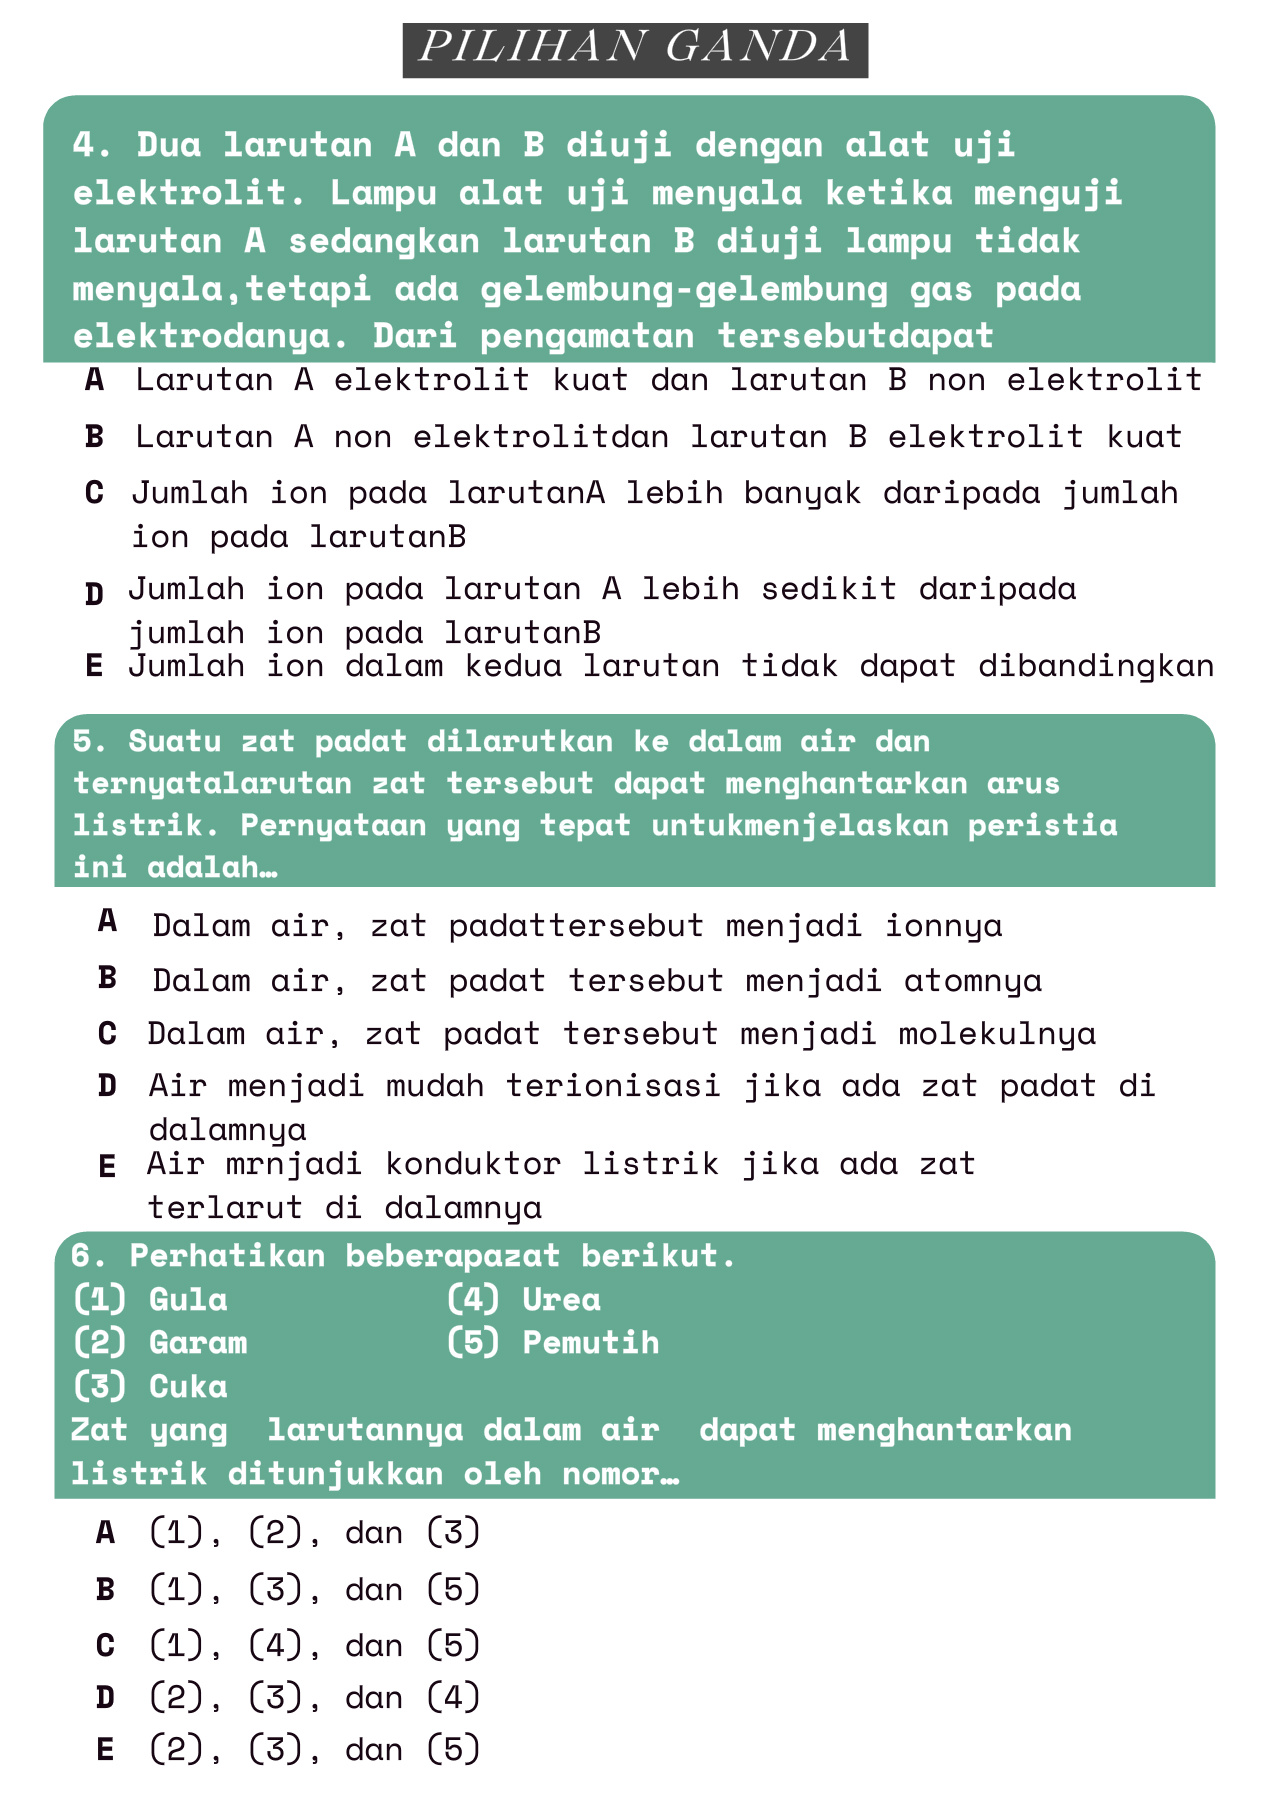 PILIHAN GANDA
4. Dua larutan A dan B diuji dengan alat uji
elektrolit. Lampu alat uji menyala ketika menguji
larutan A sedangkan larutan B diuji lampu tidak
menyala,tetapi ada gelembung-gelembung gas pada
elektrodanya. Dari pengamatan tersebutdapat
A Larutan A elektrolit kuat dan larutan B non elektrolit
B Larutan A non elektrolitdan larutan B elektrolit kuat
C Jumlah ion pada larutanA lebih banyak daripada jumlah
ion pada larutanB
D Jumlah ion pada larutan A lebih sedikit daripada
jumlah ion pada larutanB
E Jumlah ion dalam kedua larutan tidak dapat dibandingkan
5. Suatu zat padat dilarutkan ke dalam air dan
ternyatalarutan zat tersebut dapat menghantarkan arus
listrik. Pernyataan yang tepat untukmenjelaskan peristia
ini adalah…
A Dalam air, zat padattersebut menjadi ionnya
B Dalam air, zat padat tersebut menjadi atomnya
C Dalam air, zat padat tersebut menjadi molekulnya
D Air menjadi mudah terionisasi jika ada zat padat di
dalamnya
E Air mrnjadi konduktor listrik jika ada zat
terlarut di dalamnya
6. Perhatikan beberapazat berikut.
(1) Gula (4) Urea
(2) Garam (5) Pemutih
(3) Cuka
Zat yang larutannya dalam air dapat menghantarkan
listrik ditunjukkan oleh nomor…
A (1), (2), dan (3)
B (1), (3), dan (5)
C (1), (4), dan (5)
D (2), (3), dan (4)
E (2), (3), dan (5)